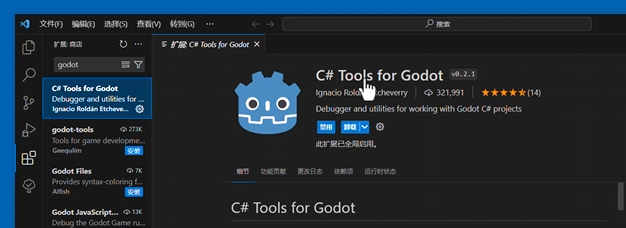 文件(F) 编辑(E) 选择(S) 查看(V) 转到(G) ··· 搜索
扩展: 商店
扩展: C# Tools for Godot
godot
C# Tools for Godot
Debugger and utilities for ...
Ignacio Roldán Etcheve...
godot-tools 273K
Tools for game developme...
Geequlim 安装
Godot Files 7K
Provides syntax-coloring f...
Alfish 安装
Godot JavaScript... 13K
Debug the Godot Game ru...
C# Tools for Godot v0.2.1
Ignacio Roldán Etcheverry 321,991 (14)
Debugger and utilities for working with Godot C# projects
禁用 卸载
此扩展已全局启用。
细节 功能贡献 更改日志 依赖项 运行时状态
C# Tools for Godot